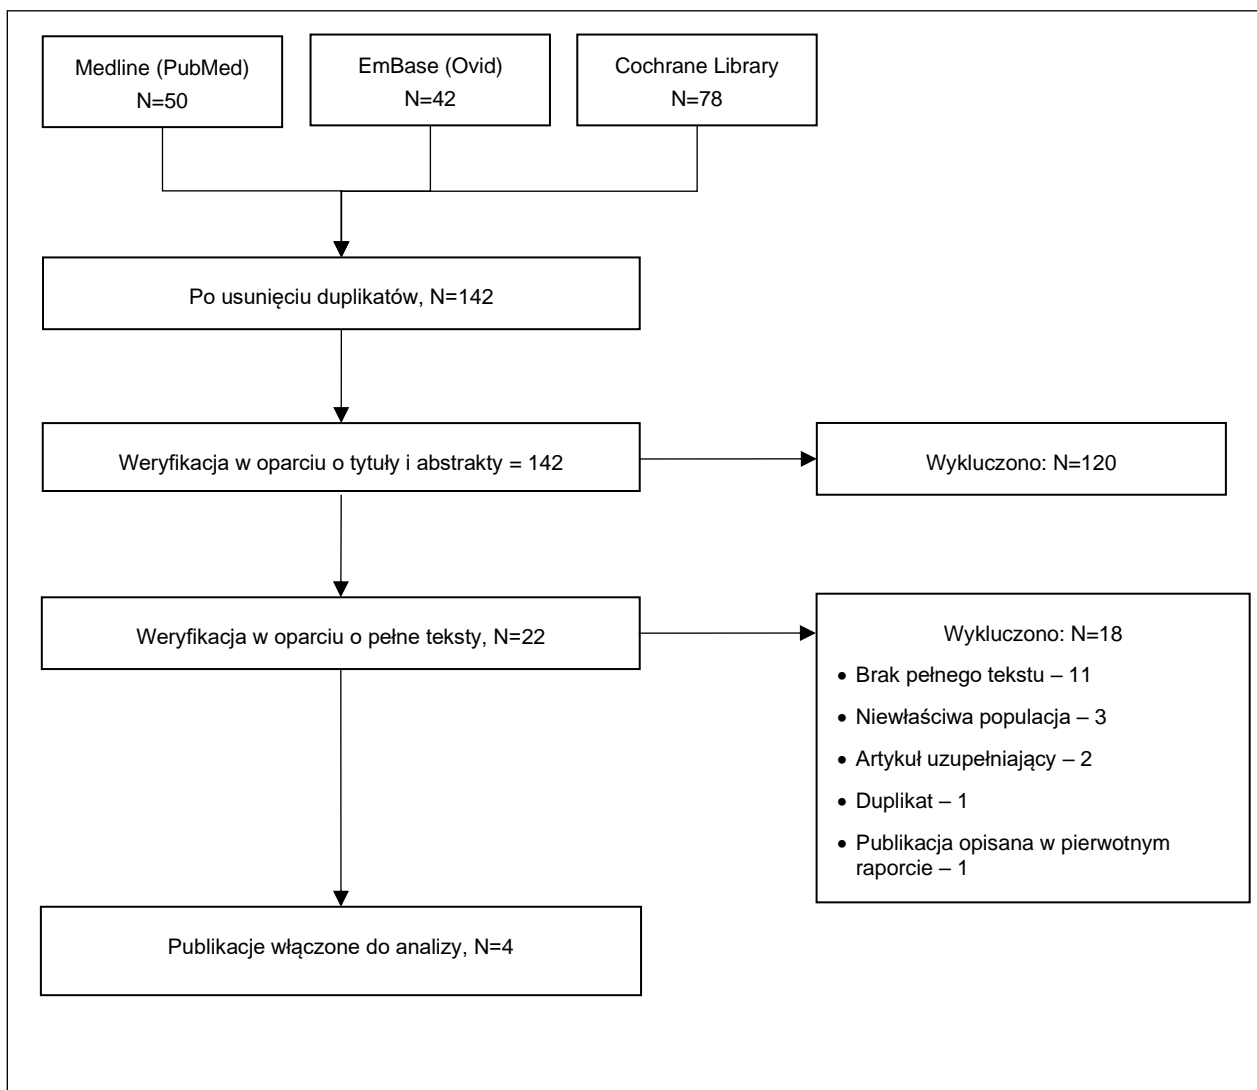 Medline (PubMed)
N=50
EmBase (Ovid)
N=42
Cochrane Library
N=78
Po usunięciu duplikatów, N=142
Weryfikacja w oparciu o tytuły i abstrakty = 142
Wykluczono: N=120
Weryfikacja w oparciu o pełne teksty, N=22
Wykluczono: N=18
• Brak pełnego tekstu – 11
• Niewłaściwa populacja – 3
• Artykuł uzupełniający – 2
• Duplikat – 1
• Publikacja opisana w pierwotnym
raporcie – 1
Publikacje włączone do analizy, N=4